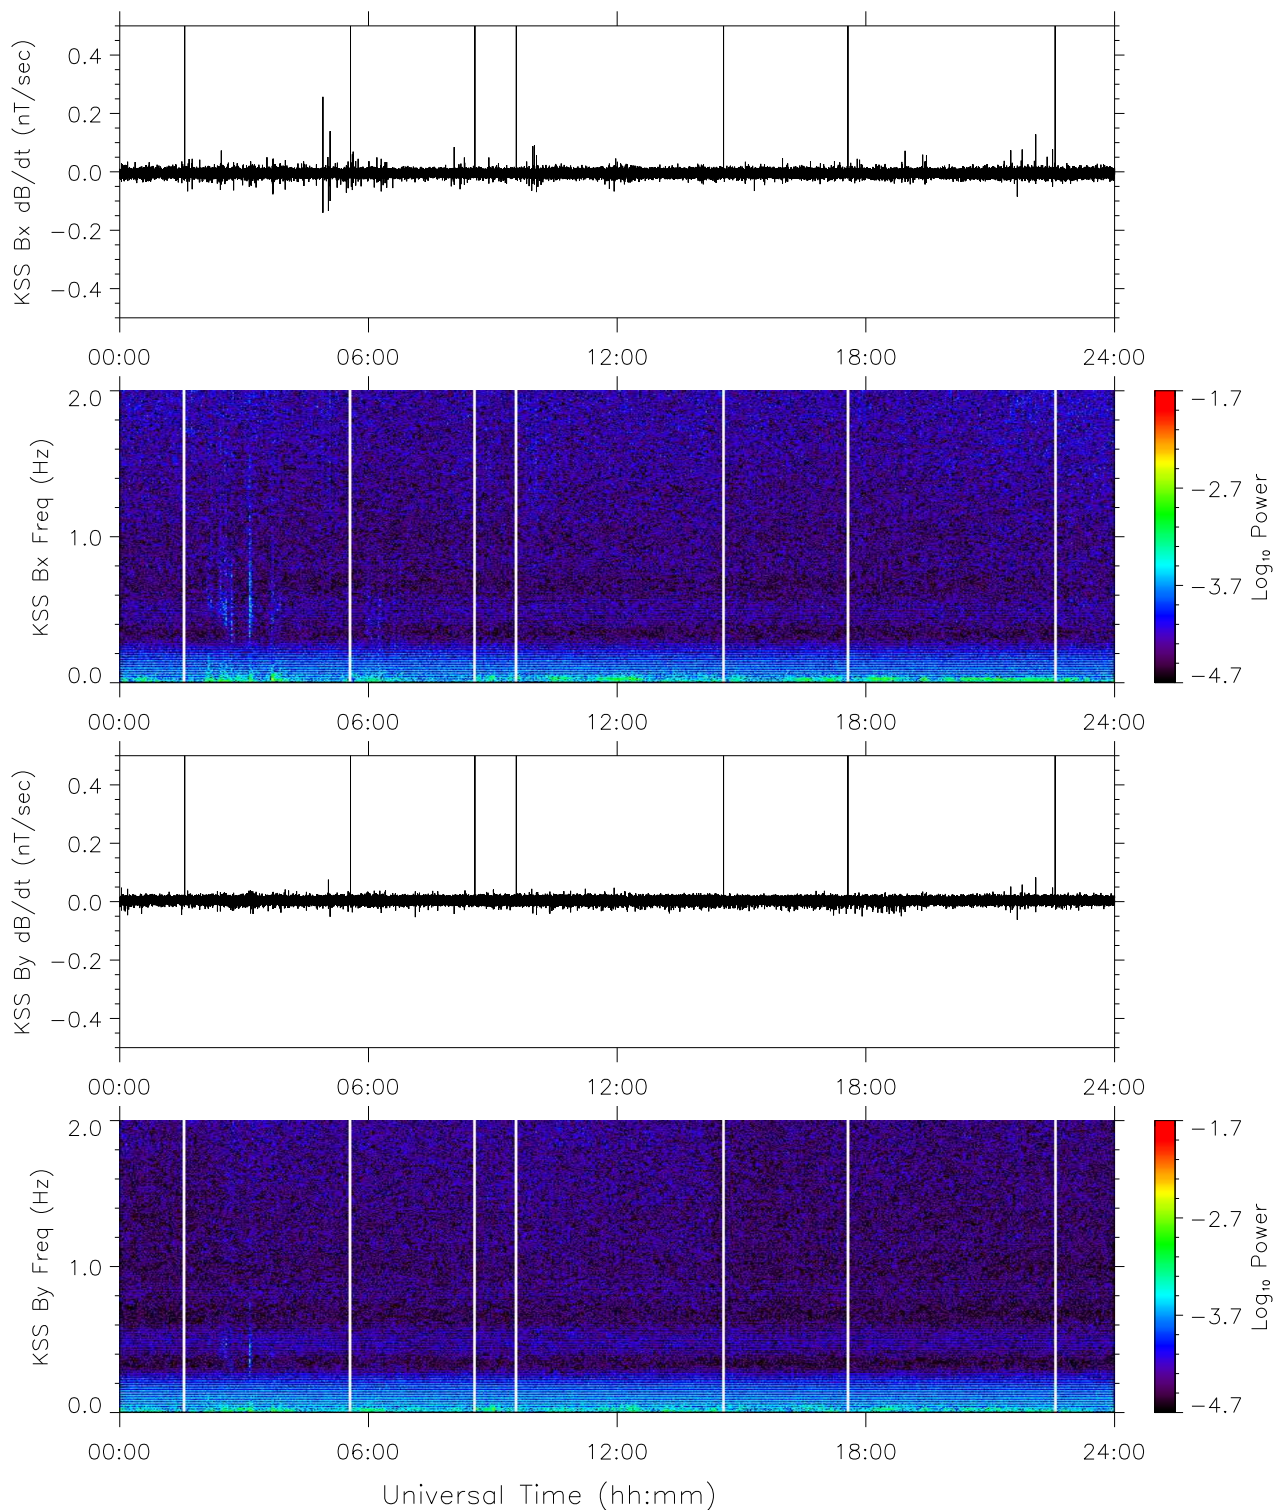 KSS Bx dB/dt (nT/sec)
0.4
0.2
0.0
−0.2
−0.4
00:00 06:00 12:00 18:00 24:00
KSS Bx Freq (Hz)
2.0
1.0
0.0
−1.7
−2.7
−3.7
−4.7
Log₁₀ Power
00:00 06:00 12:00 18:00 24:00
KSS By dB/dt (nT/sec)
0.4
0.2
0.0
−0.2
−0.4
00:00 06:00 12:00 18:00 24:00
KSS By Freq (Hz)
2.0
1.0
0.0
−1.7
−2.7
−3.7
−4.7
Log₁₀ Power
00:00 06:00 12:00 18:00 24:00
Universal Time (hh:mm)